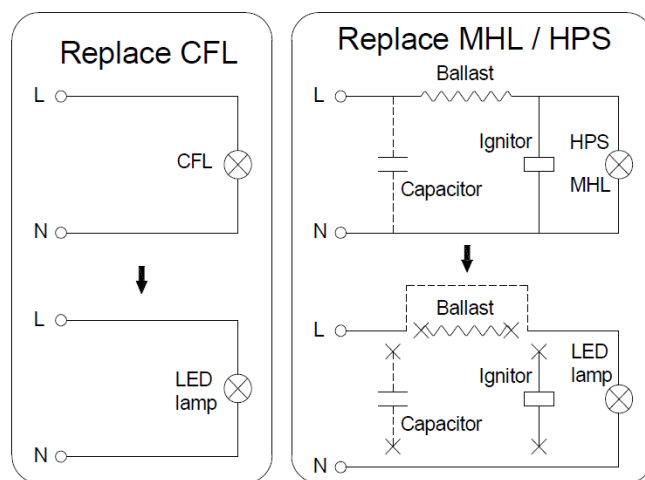 Replace CFL
L
CFL
N
L
LED
lamp
N
Replace MHL / HPS
Ballast
L
Ignitor
HPS
MHL
Capacitor
N
Ballast
L
LED
lamp
Ignitor
Capacitor
N